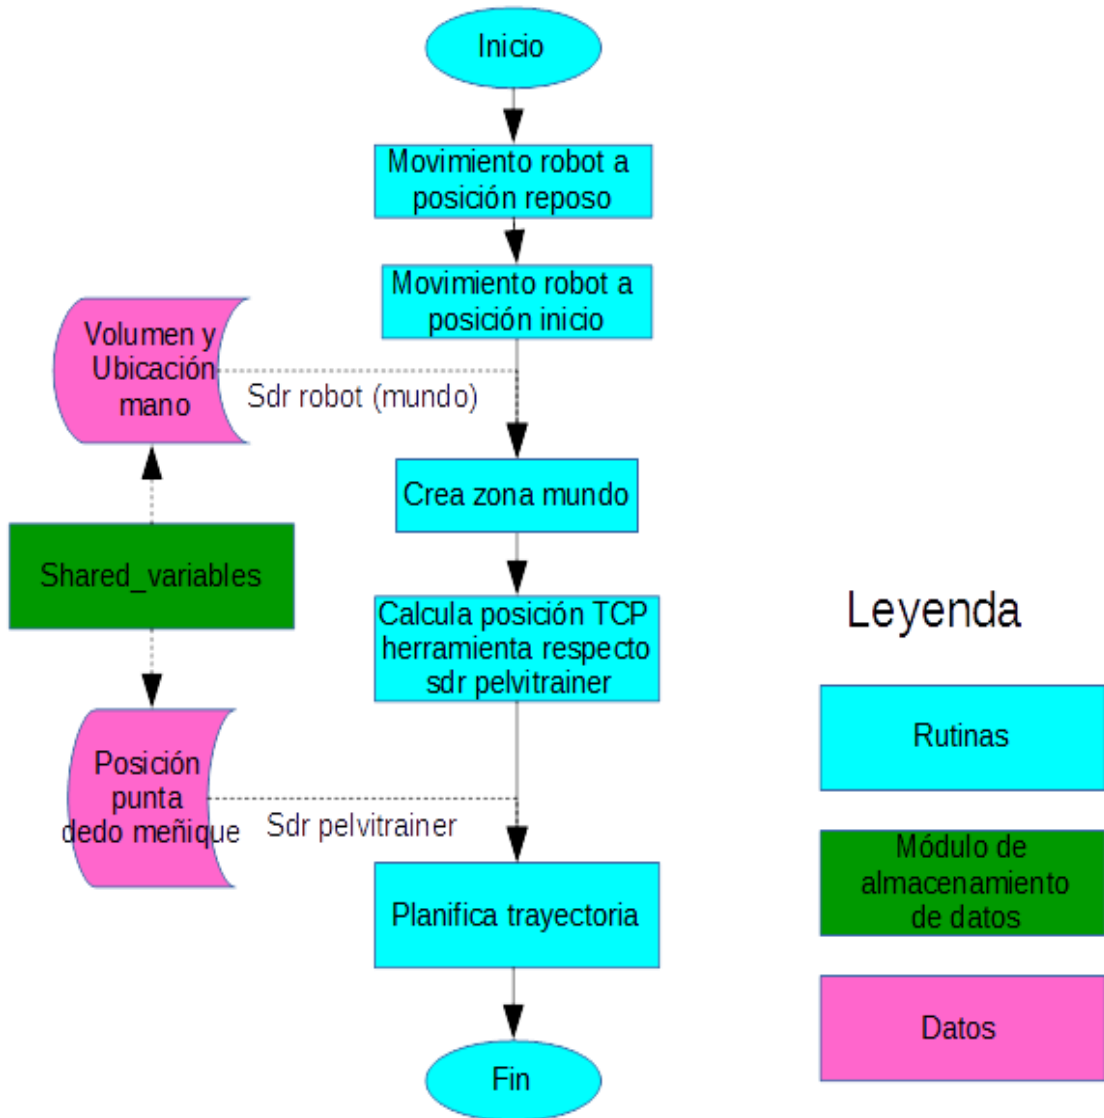 Inicio
Movimiento robot a
posición reposo
Movimiento robot a
posición inicio
Volumen y
Ubicación
mano
Sdr robot (mundo)
Crea zona mundo
Shared_variables
Calcula posición TCP
herramienta respecto
sdr pelvitrainer
Posición
punta
dedo meñique
Sdr pelvitrainer
Planifica trayectoria
Fin
Leyenda
Rutinas
Módulo de
almacenamiento
de datos
Datos